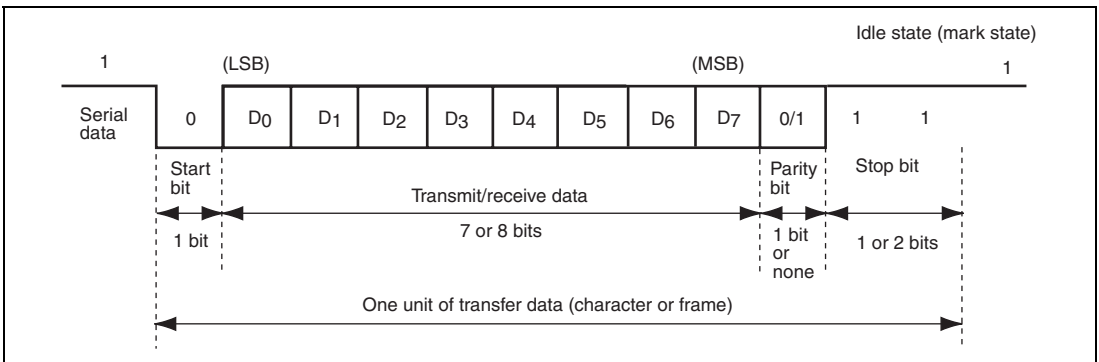 Idle state (mark state)
1 (LSB) (MSB) 1
Serial
data
0 D0 D1 D2 D3 D4 D5 D6 D7 0/1 1 1
Start
bit
Transmit/receive data
Parity
bit
Stop bit
1 bit
7 or 8 bits
1 bit
or
none
1 or 2 bits
One unit of transfer data (character or frame)